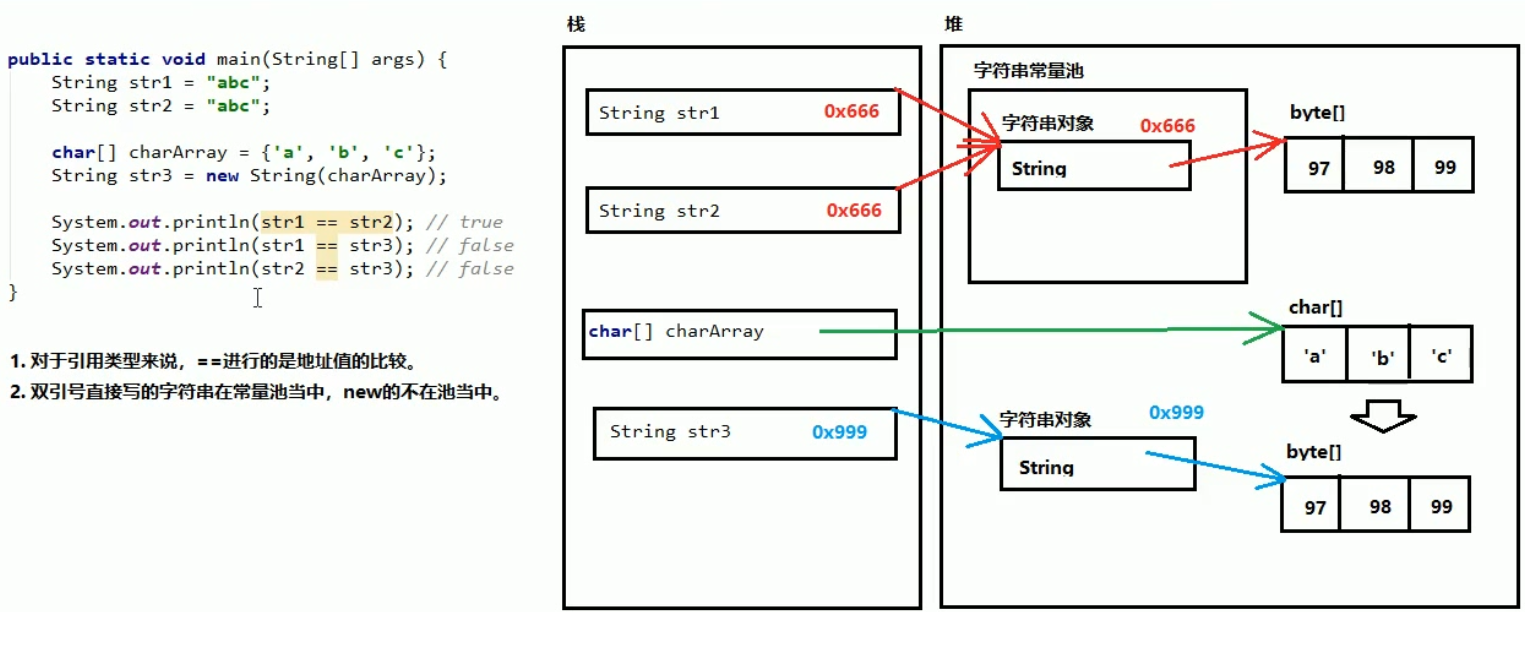 public static void main(String[] args) {
String str1 = "abc";
String str2 = "abc";
char[] charArray = {'a', 'b', 'c'};
String str3 = new String(charArray);
System.out.println(str1 == str2); // true
System.out.println(str1 == str3); // false
System.out.println(str2 == str3); // false
}
1. 对于引用类型来说，==进行的是地址值的比较。
2. 双引号直接写的字符串在常量池当中，new的不在池当中。
栈
String str1 0x666
String str2 0x666
char[] charArray
String str3 0x999
堆
字符串常量池
字符串对象 0x666
String
byte[]
97 98 99
char[]
'a' 'b' 'c'
字符串对象 0x999
String
byte[]
97 98 99